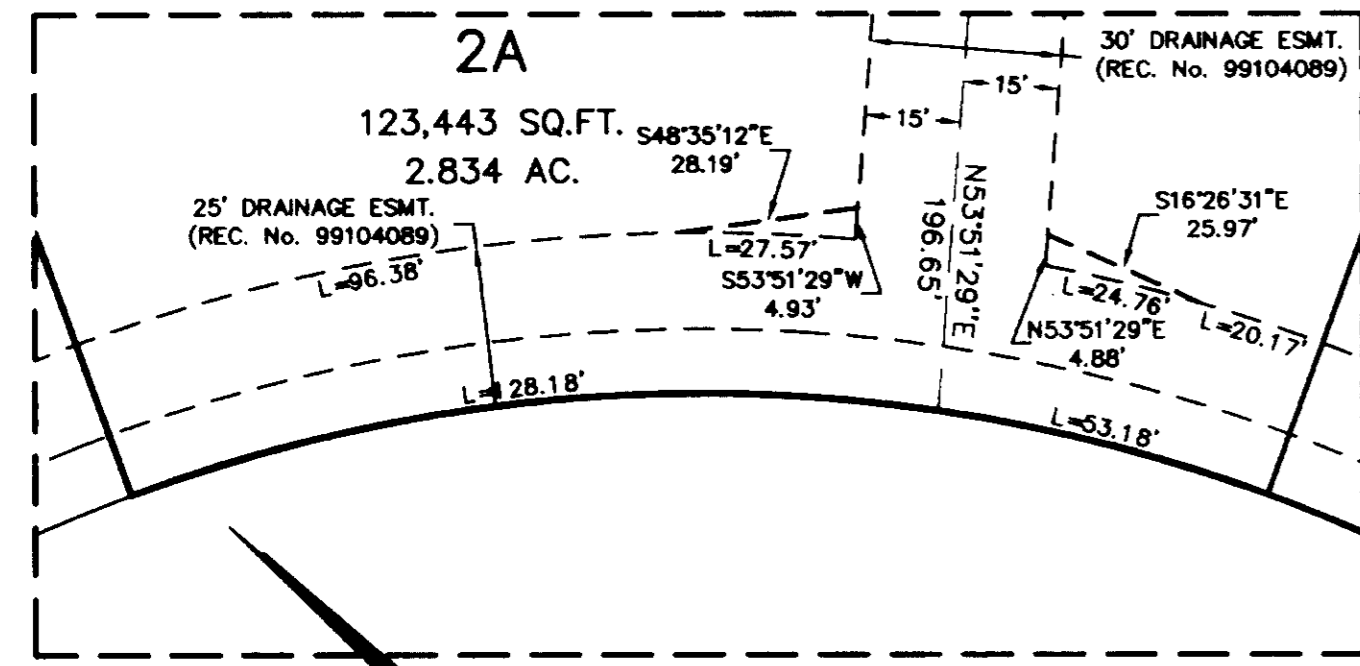 2A
123,443 SQ.FT.
2.834 AC.
30' DRAINAGE ESMT.
(REC. No. 99104089)
15'
15'
S48°35'12"E
28.19'
25' DRAINAGE ESMT.
(REC. No. 99104089)
L=96.38'
L=27.57'
S53°51'29"W
4.93'
N53°51'29"E
196.65'
S16°26'31"E
25.97'
L=24.76'
L=20.17'
N53°51'29"E
4.88'
L=128.18'
L=53.18'